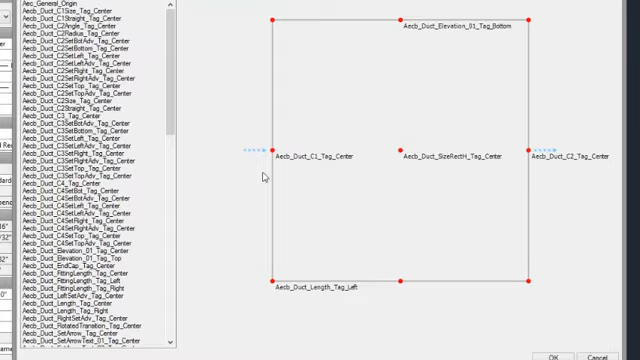 Aec_General_Origin
Aecb_Duct_C1Size_Tag_Center
Aecb_Duct_C1Straight_Tag_Center
Aecb_Duct_C2Angle_Tag_Center
Aecb_Duct_C2Radius_Tag_Center
Aecb_Duct_C2SetBotAdv_Tag_Center
Aecb_Duct_C2SetBottom_Tag_Center
Aecb_Duct_C2SetLeft_Tag_Center
Aecb_Duct_C2SetLeftAdv_Tag_Center
Aecb_Duct_C2SetRight_Tag_Center
Aecb_Duct_C2SetRightAdv_Tag_Center
Aecb_Duct_C2SetTop_Tag_Center
Aecb_Duct_C2SetTopAdv_Tag_Center
Aecb_Duct_C2Size_Tag_Center
Aecb_Duct_C2Straight_Tag_Center
Aecb_Duct_C3_Tag_Center
Aecb_Duct_C3SetBotAdv_Tag_Center
Aecb_Duct_C3SetBottom_Tag_Center
Aecb_Duct_C3SetLeft_Tag_Center
Aecb_Duct_C3SetLeftAdv_Tag_Center
Aecb_Duct_C3SetRight_Tag_Center
Aecb_Duct_C3SetRightAdv_Tag_Center
Aecb_Duct_C3SetTop_Tag_Center
Aecb_Duct_C3SetTopAdv_Tag_Center
Aecb_Duct_C4_Tag_Center
Aecb_Duct_C4SetBot_Tag_Center
Aecb_Duct_C4SetBotAdv_Tag_Center
Aecb_Duct_C4SetLeft_Tag_Center
Aecb_Duct_C4SetLeftAdv_Tag_Center
Aecb_Duct_C4SetRight_Tag_Center
Aecb_Duct_C4SetRightAdv_Tag_Center
Aecb_Duct_C4SetTop_Tag_Center
Aecb_Duct_C4SetTopAdv_Tag_Center
Aecb_Duct_Elevation_01_Tag_Center
Aecb_Duct_Elevation_01_Tag_Top
Aecb_Duct_EndCap_Tag_Center
Aecb_Duct_FittingLength_Tag_Center
Aecb_Duct_FittingLength_Tag_Left
Aecb_Duct_FittingLength_Tag_Right
Aecb_Duct_LeftSetAdv_Tag_Center
Aecb_Duct_Length_Tag_Center
Aecb_Duct_Length_Tag_Right
Aecb_Duct_RightSetAdv_Tag_Center
Aecb_Duct_RotatedTransition_Tag_Center
Aecb_Duct_SetArrow_Tag_Center
Aecb_Duct_SetArrowText_01_Tag_Center
Aecb_Duct_Elevation_01_Tag_Bottom
Aecb_Duct_C1_Tag_Center
Aecb_Duct_SizeRectH_Tag_Center
Aecb_Duct_C2_Tag_Center
Aecb_Duct_Length_Tag_Left
OK
Cancel